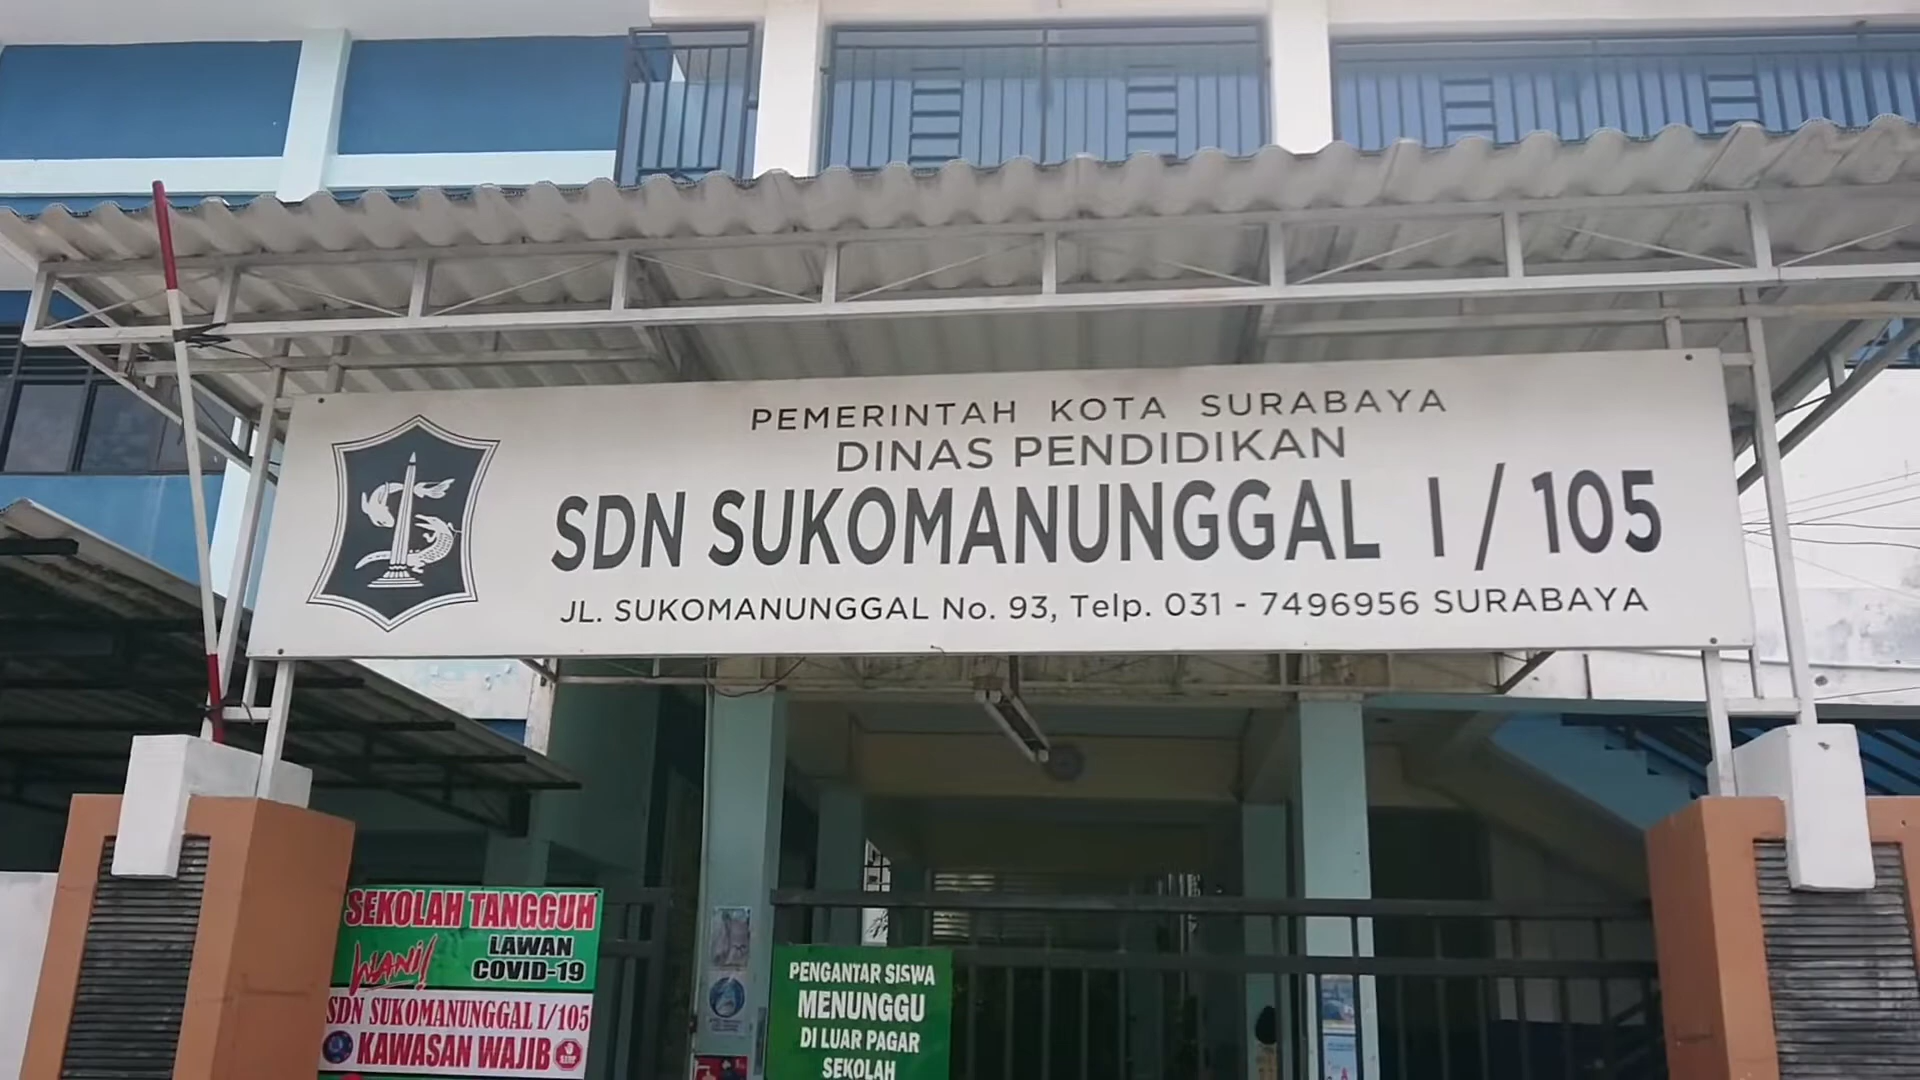 PEMERINTAH KOTA SURABAYA
DINAS PENDIDIKAN
SDN SUKOMANUNGGAL I / 105
JL. SUKOMANUNGGAL No. 93, Telp. 031 - 7496956 SURABAYA
SEKOLAH TANGGUH
WANI!
LAWAN
COVID-19
SDN SUKOMANUNGGAL I/105
KAWASAN WAJIB
PENGANTAR SISWA
MENUNGGU
DI LUAR PAGAR
SEKOLAH